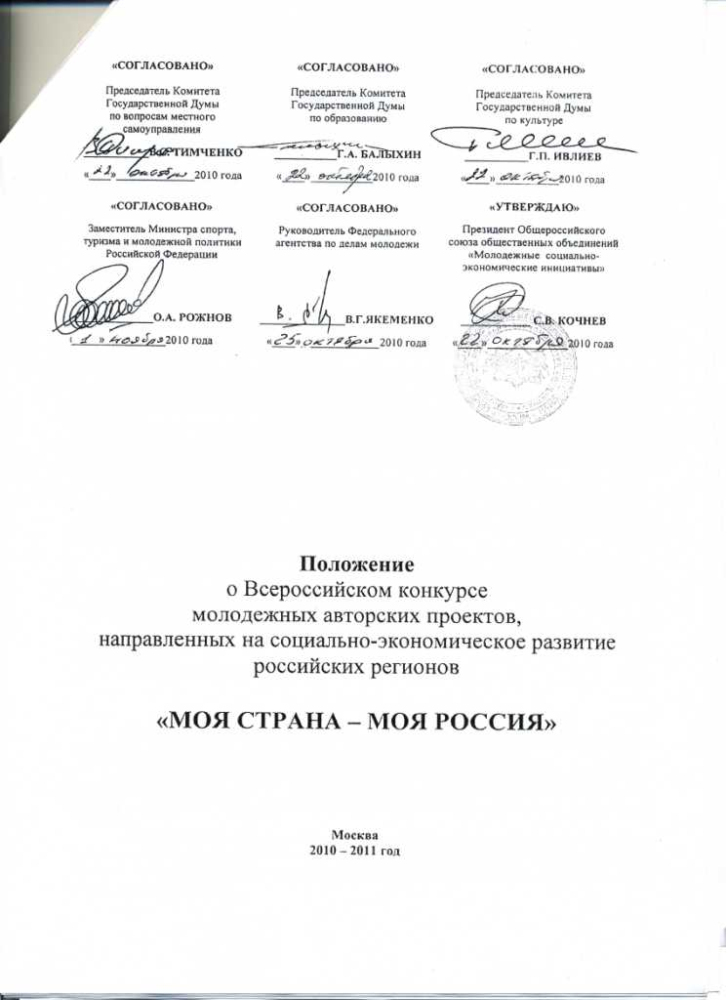 «СОГЛАСОВАНО»
Председатель Комитета
Государственной Думы
по вопросам местного
самоуправления
ТИМЧЕНКО
«22» октября 2010 года
«СОГЛАСОВАНО»
Председатель Комитета
Государственной Думы
по образованию
Г.А. БАЛЫХИН
«22» октября 2010 года
«СОГЛАСОВАНО»
Председатель Комитета
Государственной Думы
по культуре
Г.П. ИВЛИЕВ
«22» октября 2010 года
«СОГЛАСОВАНО»
Заместитель Министра спорта,
туризма и молодежной политики
Российской Федерации
О.А. РОЖНОВ
«1» ноября 2010 года
«СОГЛАСОВАНО»
Руководитель Федерального
агентства по делам молодежи
В.Г.ЯКЕМЕНКО
«25» октября 2010 года
«УТВЕРЖДАЮ»
Президент Общероссийского
союза общественных объединений
«Молодежные социально-
экономические инициативы»
С.В. КОЧНЕВ
«22» октября 2010 года
Положение
о Всероссийском конкурсе
молодежных авторских проектов,
направленных на социально-экономическое развитие
российских регионов
«МОЯ СТРАНА – МОЯ РОССИЯ»
Москва
2010 – 2011 год